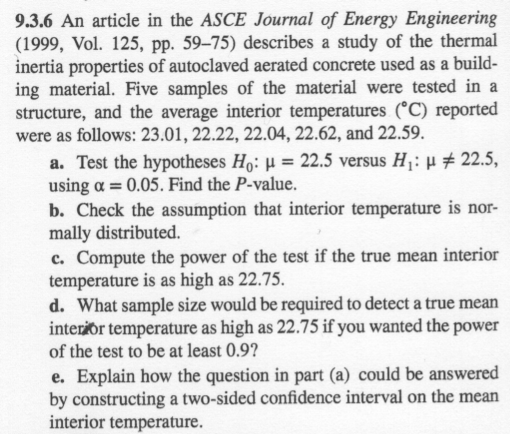 9.3.6 An article in the ASCE Journal of Energy Engineering
(1999, Vol. 125, pp. 59–75) describes a study of the thermal
inertia properties of autoclaved aerated concrete used as a build-
ing material. Five samples of the material were tested in a
structure, and the average interior temperatures (°C) reported
were as follows: 23.01, 22.22, 22.04, 22.62, and 22.59.
a. Test the hypotheses H₀: μ = 22.5 versus H₁: μ ≠ 22.5,
using α = 0.05. Find the P-value.
b. Check the assumption that interior temperature is nor-
mally distributed.
c. Compute the power of the test if the true mean interior
temperature is as high as 22.75.
d. What sample size would be required to detect a true mean
interior temperature as high as 22.75 if you wanted the power
of the test to be at least 0.9?
e. Explain how the question in part (a) could be answered
by constructing a two-sided confidence interval on the mean
interior temperature.